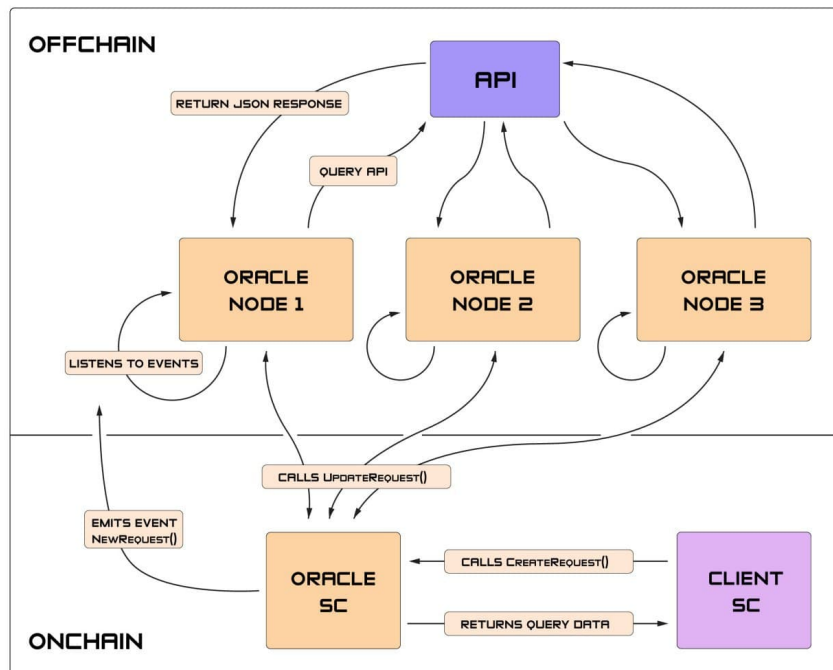 OFFCHAIN
API
RETURN JSON RESPONSE
QUERY API
ORACLE
NODE 1
ORACLE
NODE 2
ORACLE
NODE 3
LISTENS TO EVENTS
CALLS UPDATEREQUEST()
EMITS EVENT
NEWREQUEST()
ORACLE
SC
CALLS CREATEREQUEST()
RETURNS QUERY DATA
CLIENT
SC
ONCHAIN